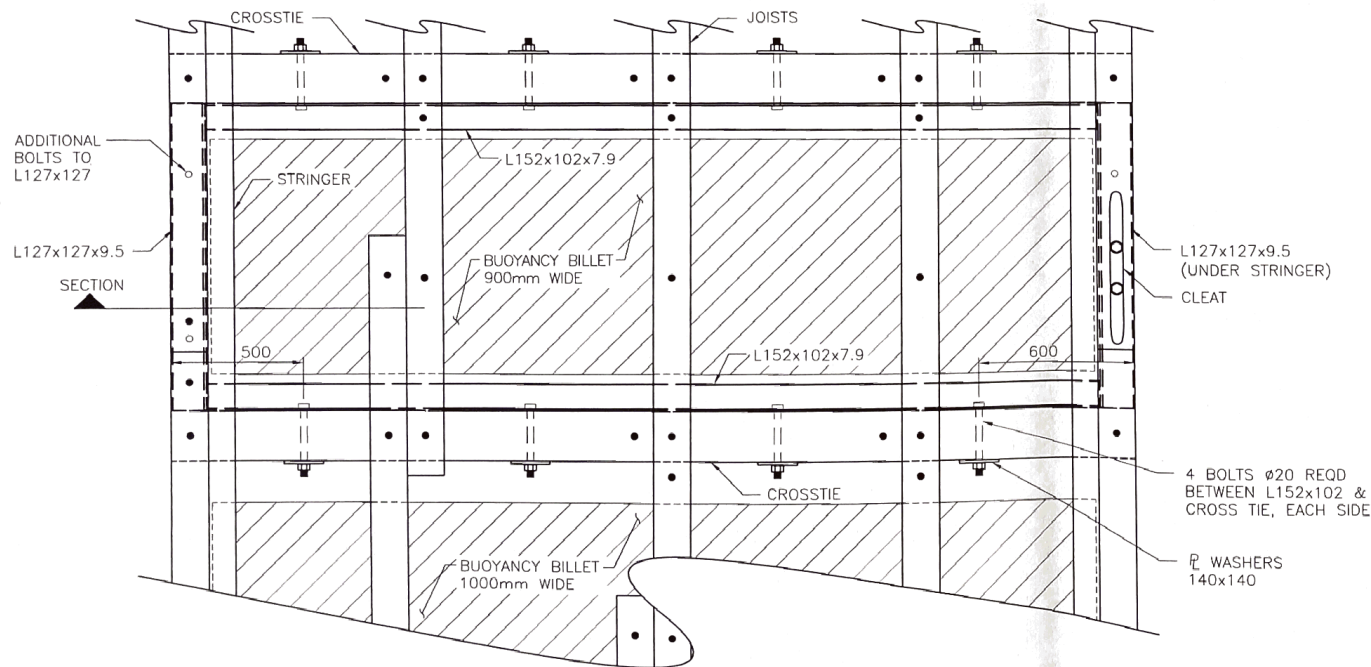 CROSSTIE
JOISTS
ADDITIONAL
BOLTS TO
L127x127
L152x102x7.9
STRINGER
L127x127x9.5
BUOYANCY BILLET
900mm WIDE
L127x127x9.5
(UNDER STRINGER)
SECTION
CLEAT
500
L152x102x7.9
600
CROSSTIE
4 BOLTS ø20 REQD
BETWEEN L152x102 &
CROSS TIE, EACH SIDE
BUOYANCY BILLET
1000mm WIDE
PL WASHERS
140x140